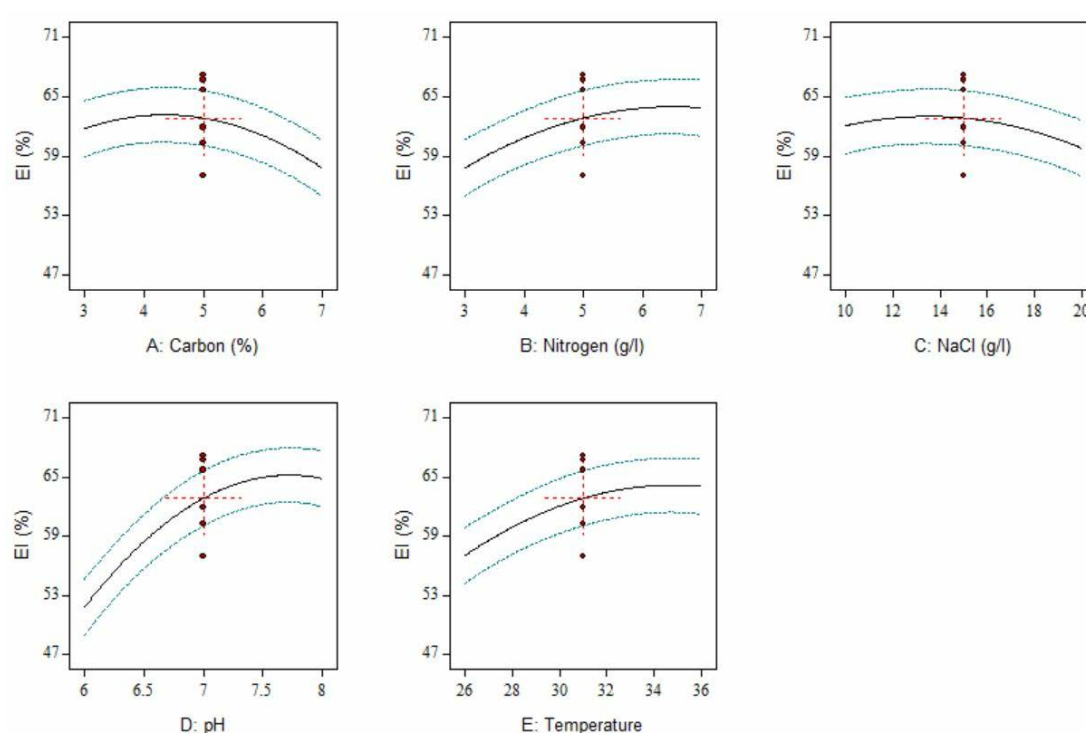 71
65
59
53
47
EI (%)
3 4 5 6 7
A: Carbon (%)
71
65
59
53
47
EI (%)
3 4 5 6 7
B: Nitrogen (g/l)
71
65
59
53
47
EI (%)
10 12 14 16 18 20
C: NaCl (g/l)
71
65
59
53
47
EI (%)
6 6.5 7 7.5 8
D: pH
71
65
59
53
47
EI (%)
26 28 30 32 34 36
E: Temperature